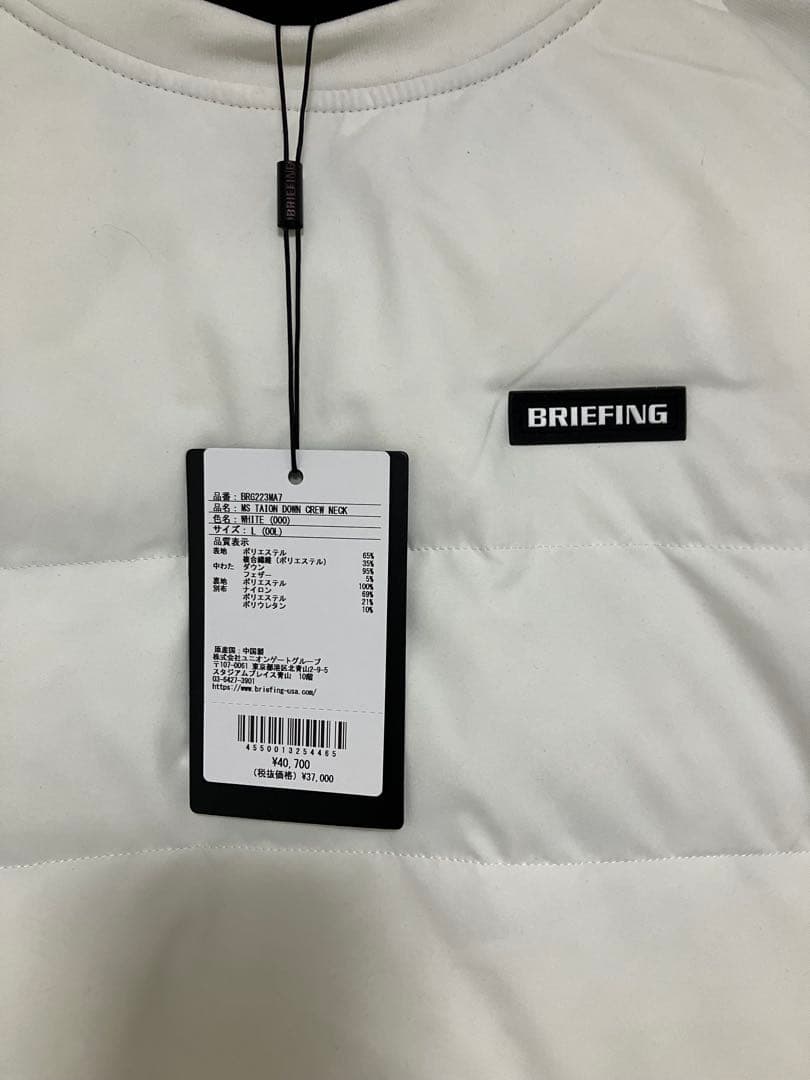 BRIEFING
BRIEFING
品番: BRG223MA7
品名: MS TAION DOWN CREW NECK
色名: WHITE (000)
サイズ: L (00L)
品質表示
表地 ポリエステル 65%
複合繊維 (ポリエステル) 35%
中わた ダウン 95%
フェザー 5%
裏地 ポリエステル 100%
別布 ナイロン 69%
ポリエステル 21%
ポリウレタン 10%
原産国: 中国製
株式会社ユニオンゲートグループ
〒107-0061 東京都港区北青山2-9-5
スタジアムプレイス青山 10階
03-6427-3901
https://www.briefing-usa.com/
4550013254465
¥40,700
(税抜価格) ¥37,000